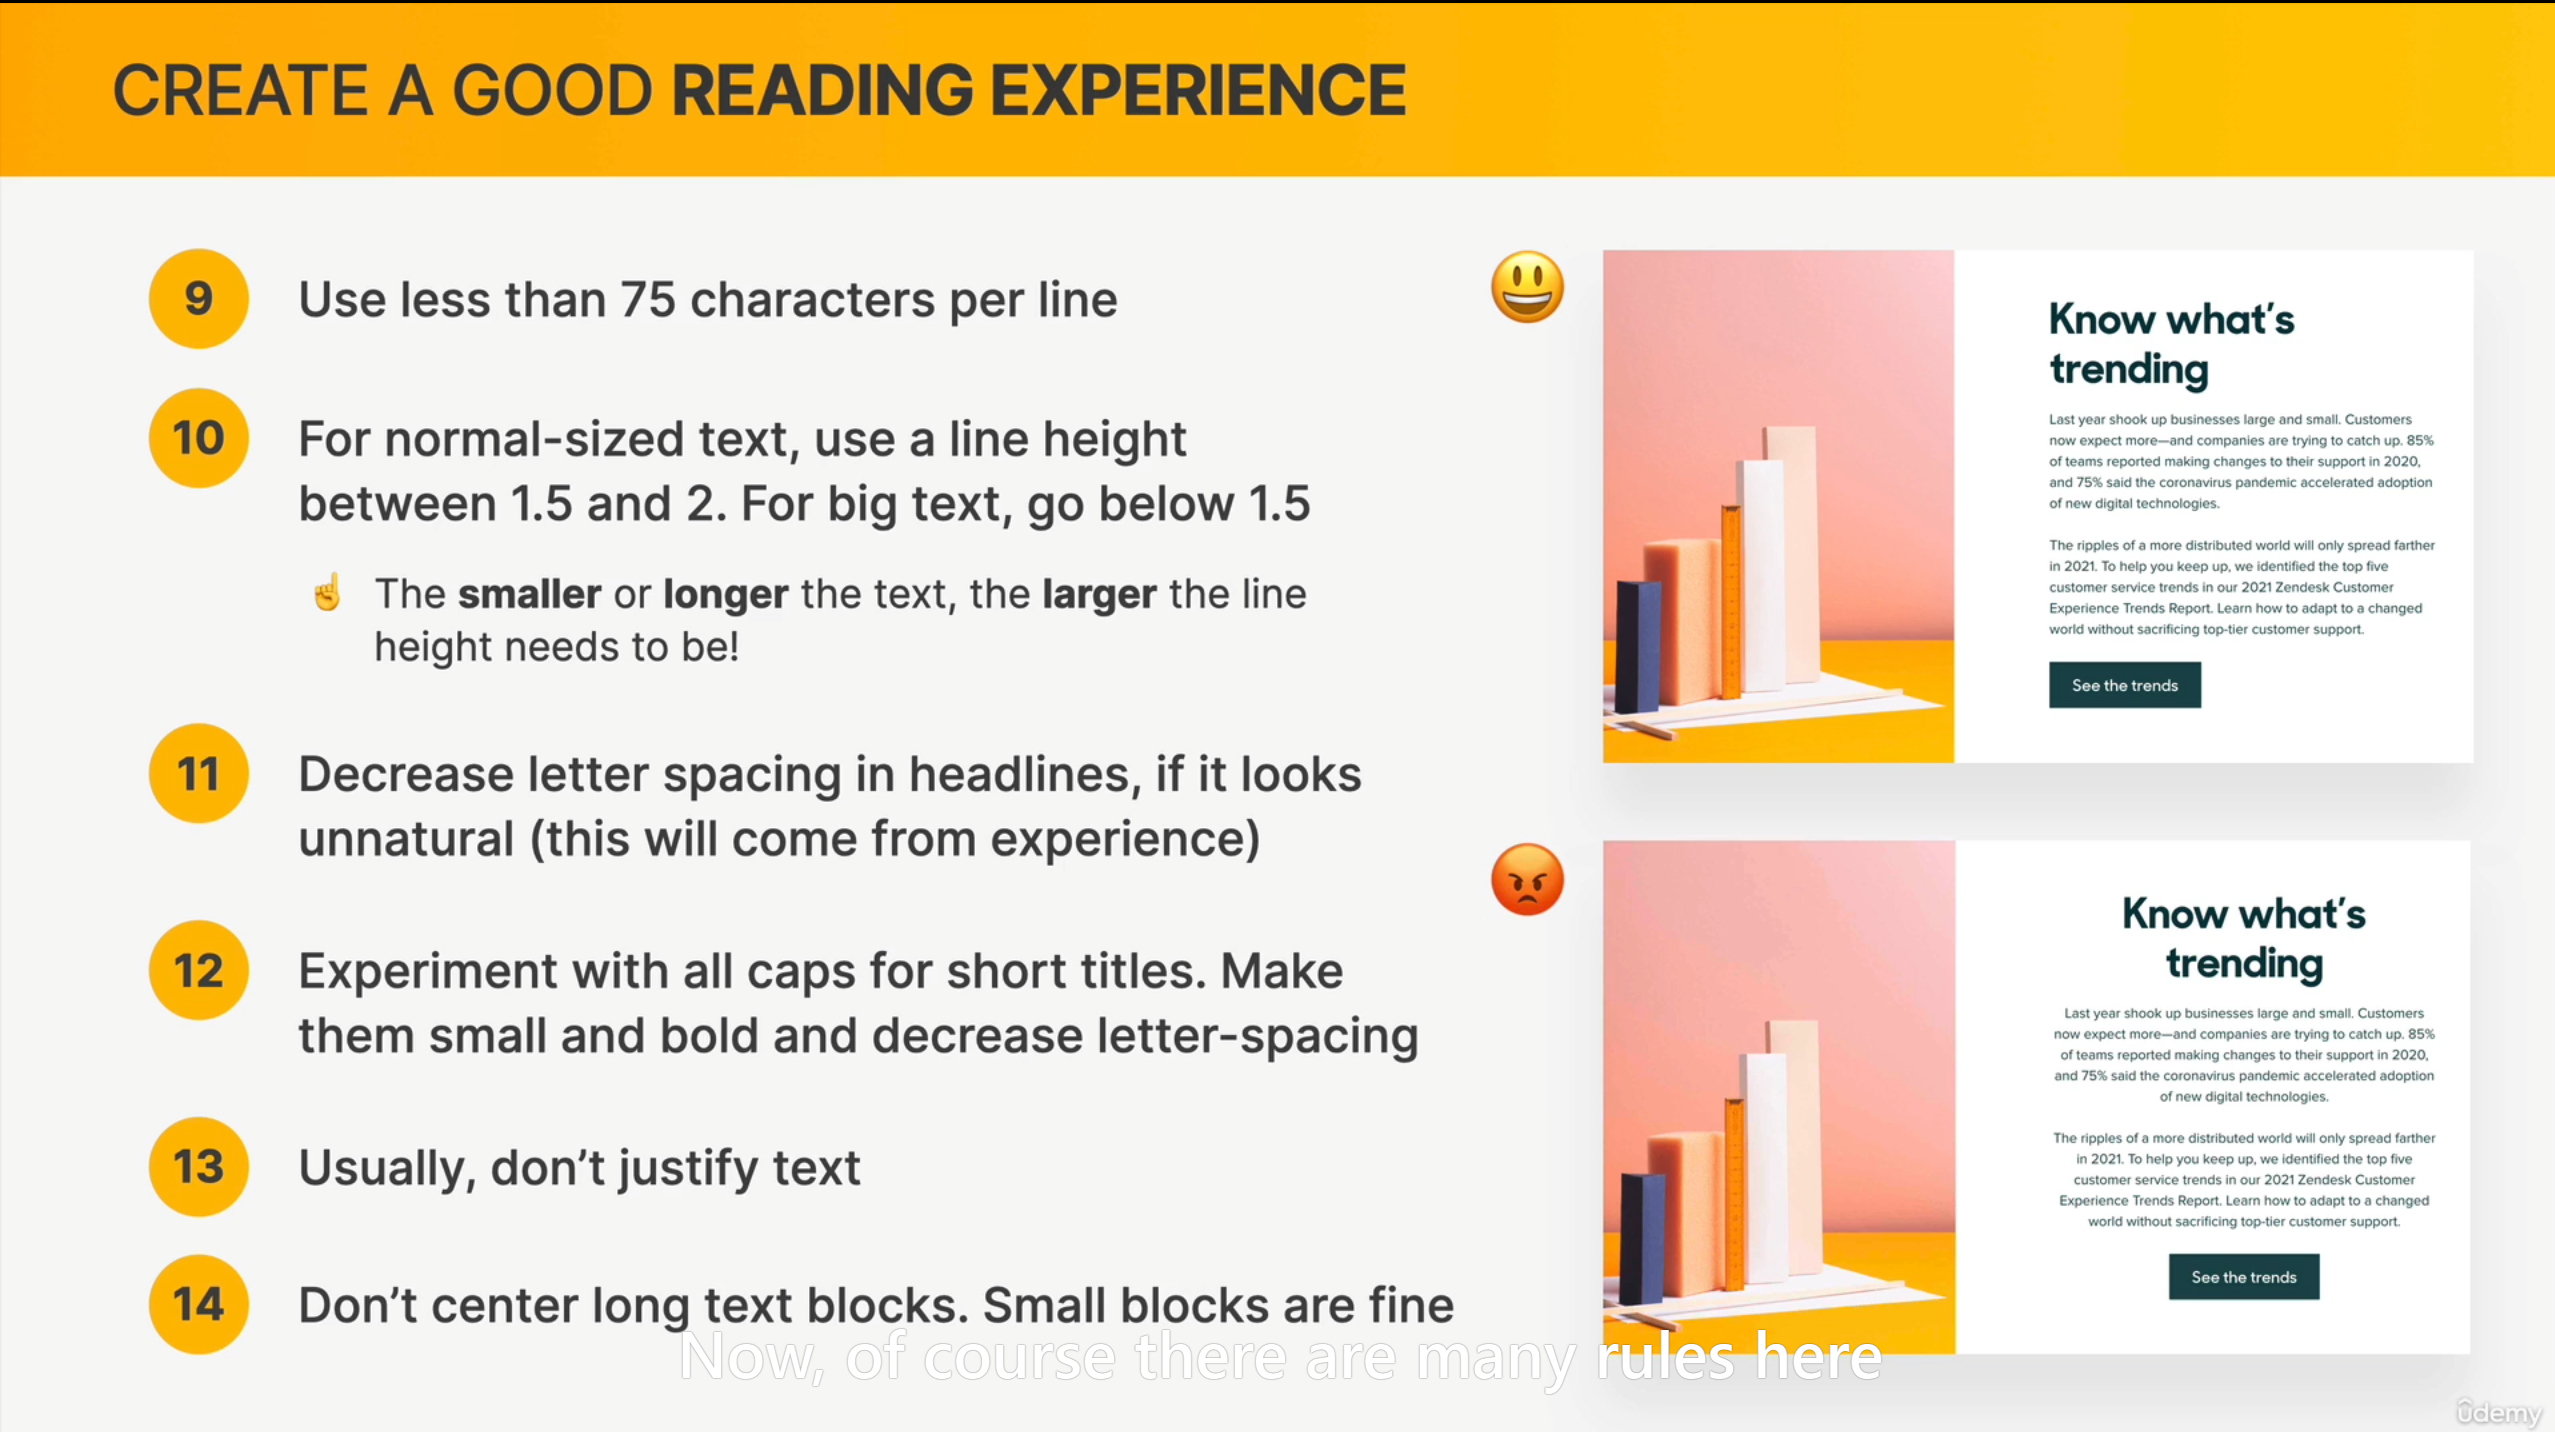 CREATE A GOOD READING EXPERIENCE
9
Use less than 75 characters per line
10
For normal-sized text, use a line height
between 1.5 and 2. For big text, go below 1.5
The smaller or longer the text, the larger the line
height needs to be!
11
Decrease letter spacing in headlines, if it looks
unnatural (this will come from experience)
12
Experiment with all caps for short titles. Make
them small and bold and decrease letter-spacing
13
Usually, don’t justify text
14
Don’t center long text blocks. Small blocks are fine
Know what’s
trending
Last year shook up businesses large and small. Customers
now expect more—and companies are trying to catch up. 85%
of teams reported making changes to their support in 2020,
and 75% said the coronavirus pandemic accelerated adoption
of new digital technologies.
The ripples of a more distributed world will only spread farther
in 2021. To help you keep up, we identified the top five
customer service trends in our 2021 Zendesk Customer
Experience Trends Report. Learn how to adapt to a changed
world without sacrificing top-tier customer support.
See the trends
Know what’s
trending
Last year shook up businesses large and small. Customers
now expect more—and companies are trying to catch up. 85%
of teams reported making changes to their support in 2020,
and 75% said the coronavirus pandemic accelerated adoption
of new digital technologies.
The ripples of a more distributed world will only spread farther
in 2021. To help you keep up, we identified the top five
customer service trends in our 2021 Zendesk Customer
Experience Trends Report. Learn how to adapt to a changed
world without sacrificing top-tier customer support.
See the trends
Now, of course there are many rules here
ûdemy